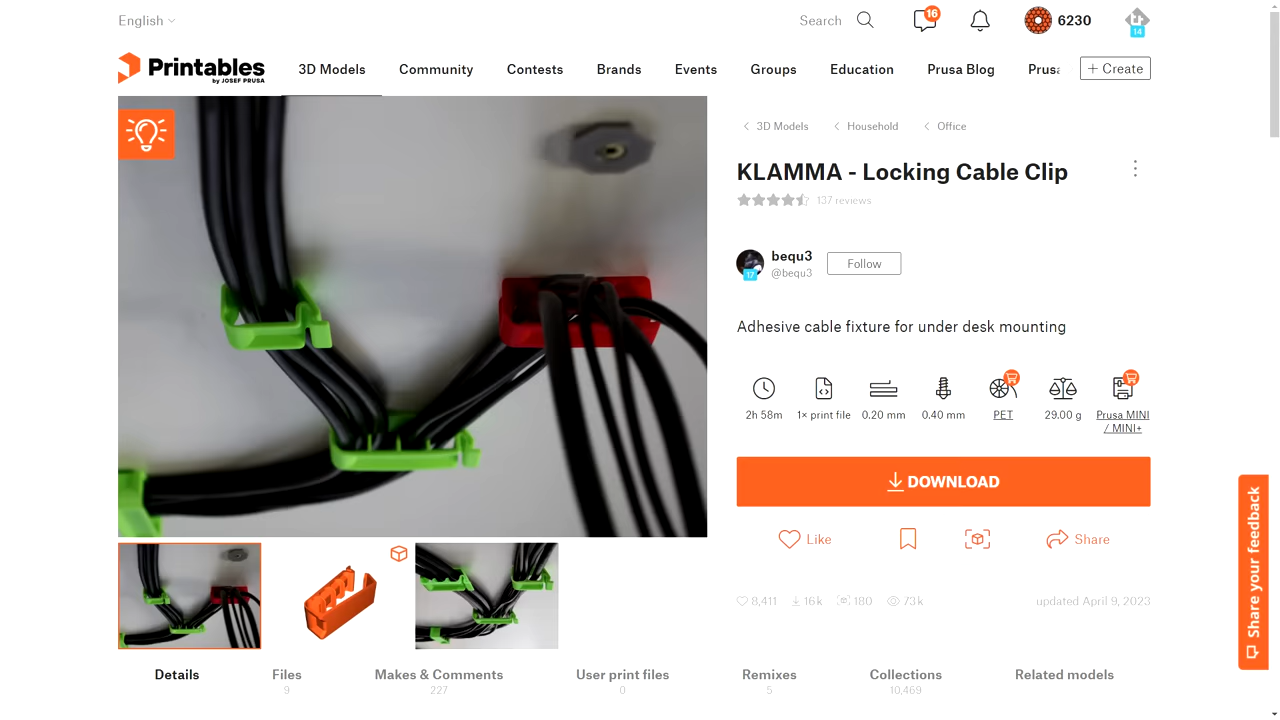 English
Search
16
6230
14
Printables
by JOSEF PRUSA
3D Models
Community
Contests
Brands
Events
Groups
Education
Prusa Blog
Prusa
+ Create
3D Models
Household
Office
KLAMMA - Locking Cable Clip
137 reviews
bequ3
@bequ3
17
Follow
Adhesive cable fixture for under desk mounting
2h 58m
1× print file
0.20 mm
0.40 mm
PET
29.00 g
Prusa MINI
/ MINI+
DOWNLOAD
Like
Share
8,411
16k
180
73k
updated April 9, 2023
Share your feedback
Details
Files
9
Makes & Comments
227
User print files
0
Remixes
5
Collections
10,469
Related models